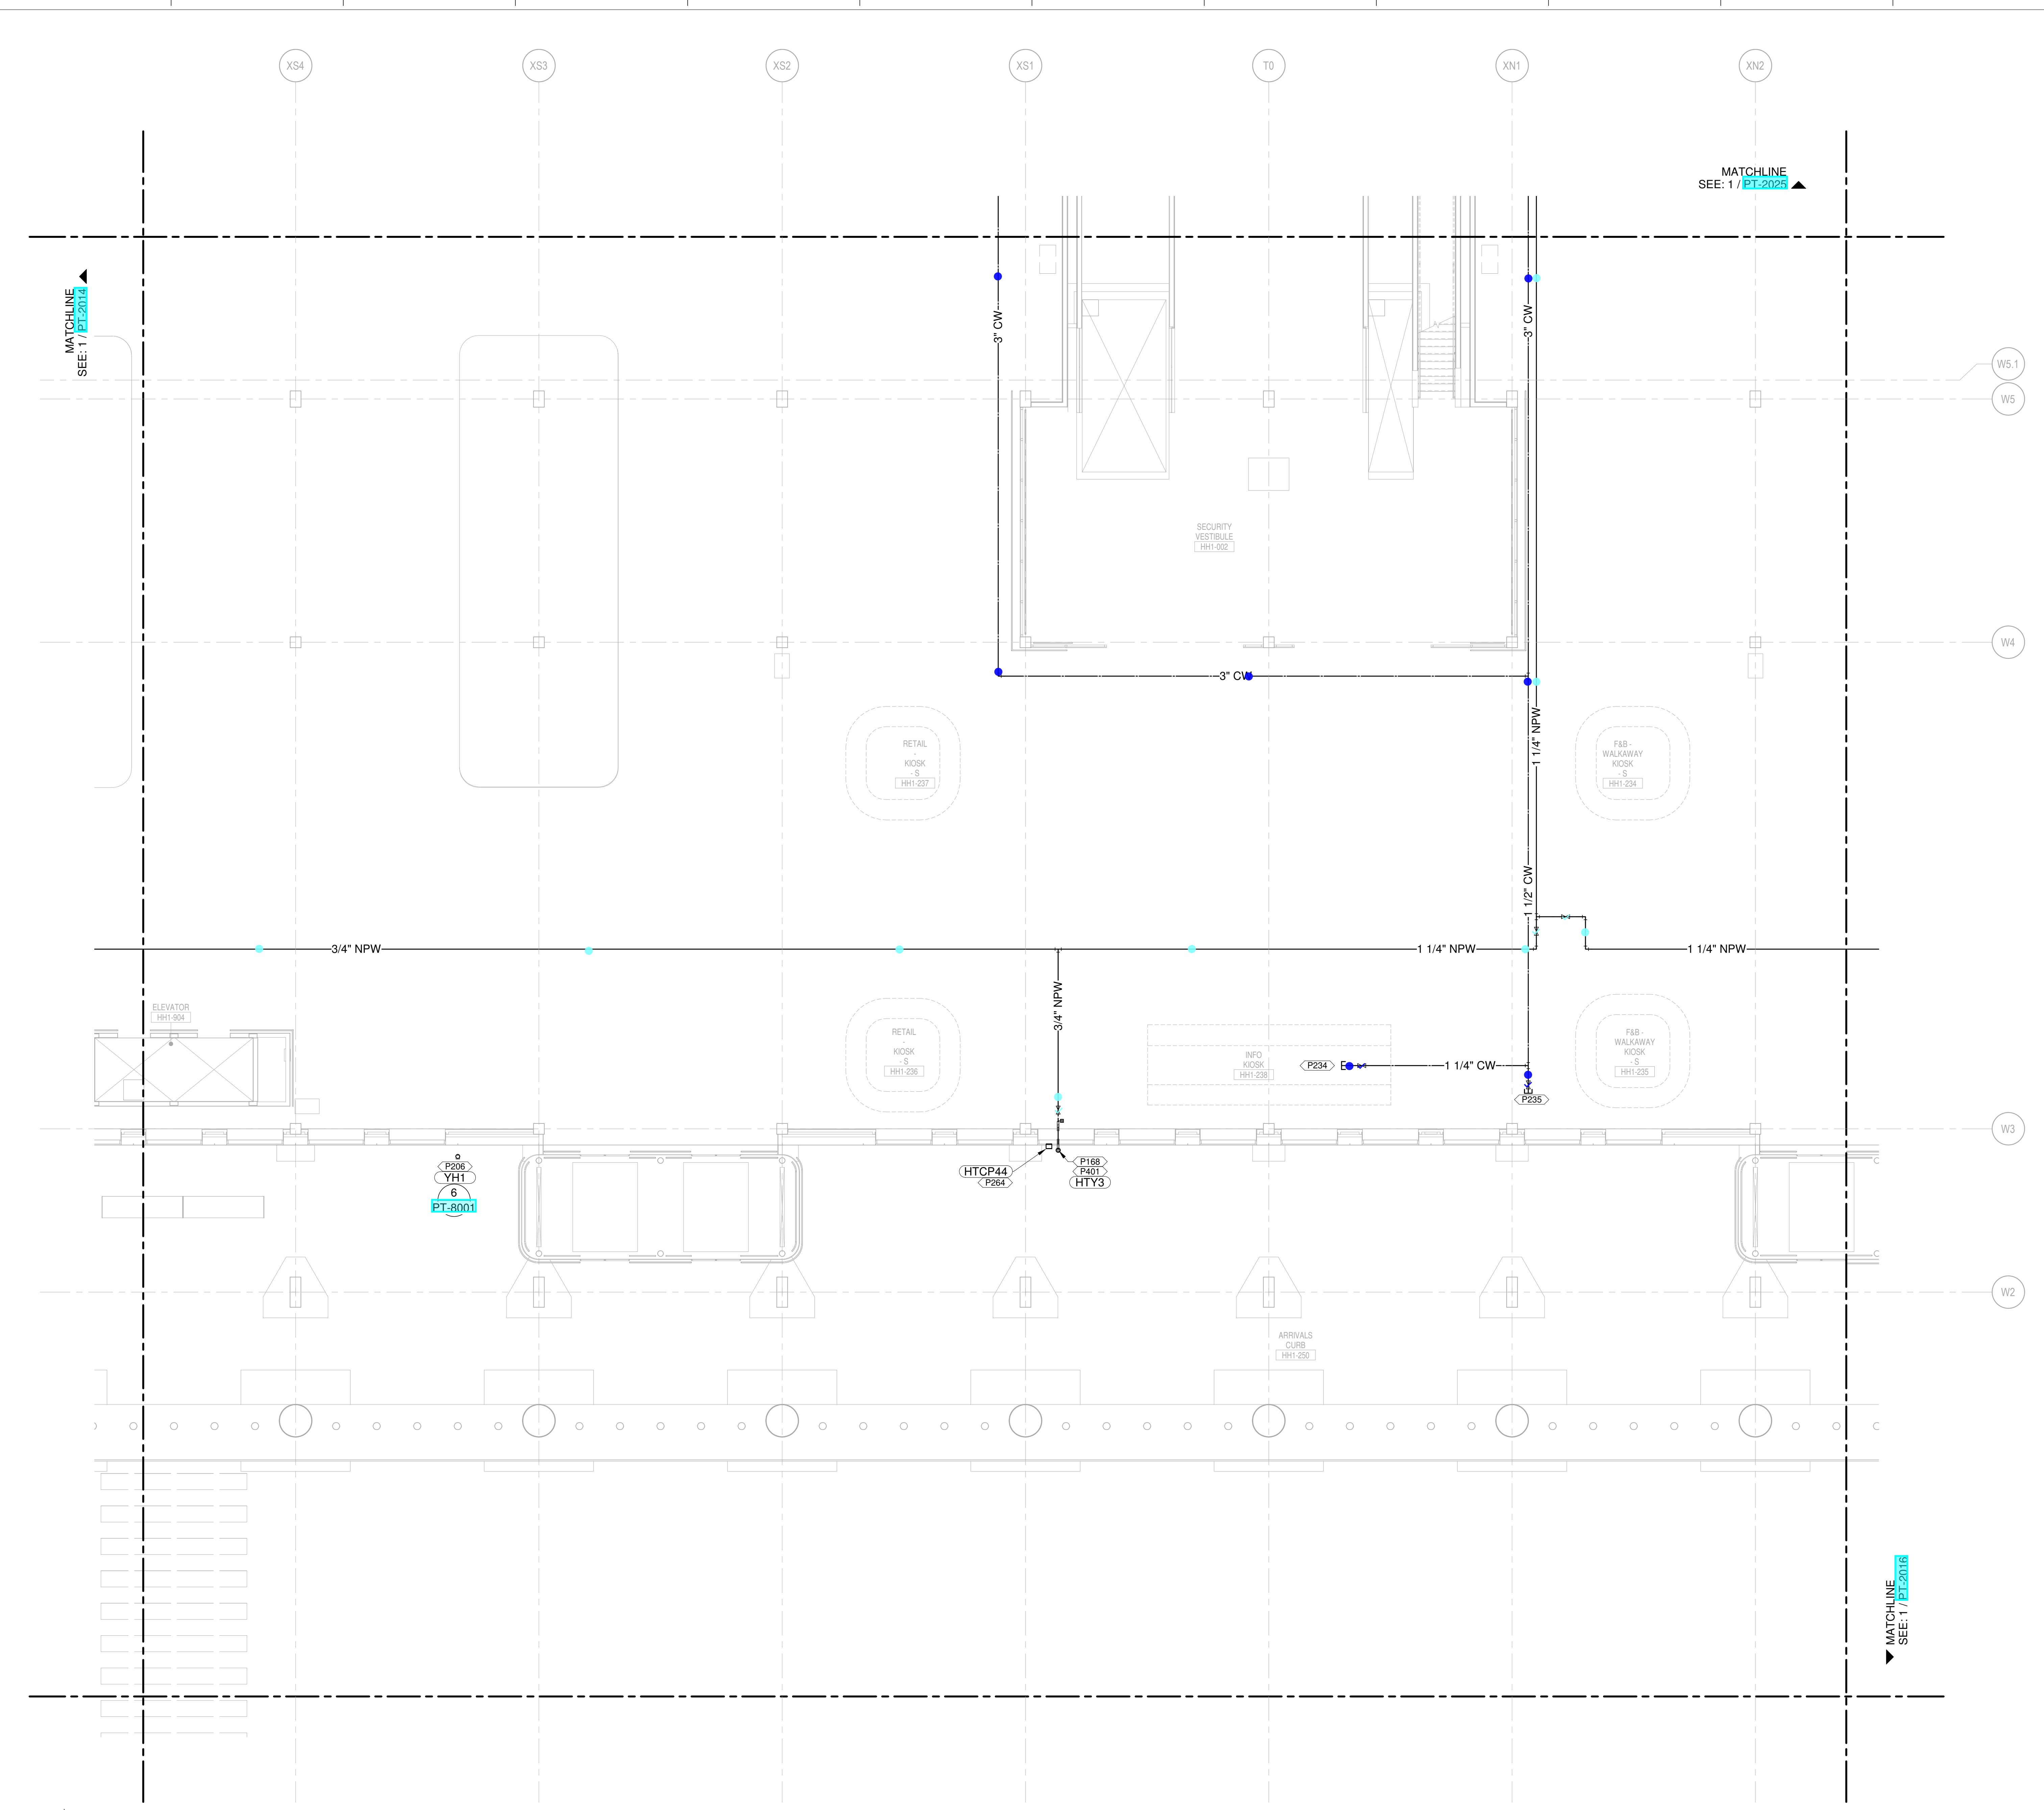 XS4
XS3
XS2
XS1
T0
XN1
XN2
MATCHLINE
SEE: 1 / PT-2025
MATCHLINE
SEE: 1 / PT-2014
3" CW
3" CW
W5.1
W5
SECURITY
VESTIBULE
HH1-002
W4
3" CW
1 1/4" NPW
RETAIL
-
KIOSK
- S
HH1-237
F&B -
WALKAWAY
KIOSK
- S
HH1-234
1 1/2" CW
3/4" NPW
1 1/4" NPW
1 1/4" NPW
3/4" NPW
ELEVATOR
HH1-904
RETAIL
-
KIOSK
- S
HH1-236
INFO
KIOSK
HH1-238
P234
E
1 1/4" CW
F&B -
WALKAWAY
KIOSK
- S
HH1-235
E
P235
W3
P206
YH1
6
PT-8001
HTCP44
P264
P168
P401
HTY3
W2
ARRIVALS
CURB
HH1-250
MATCHLINE
SEE: 1 / PT-2016